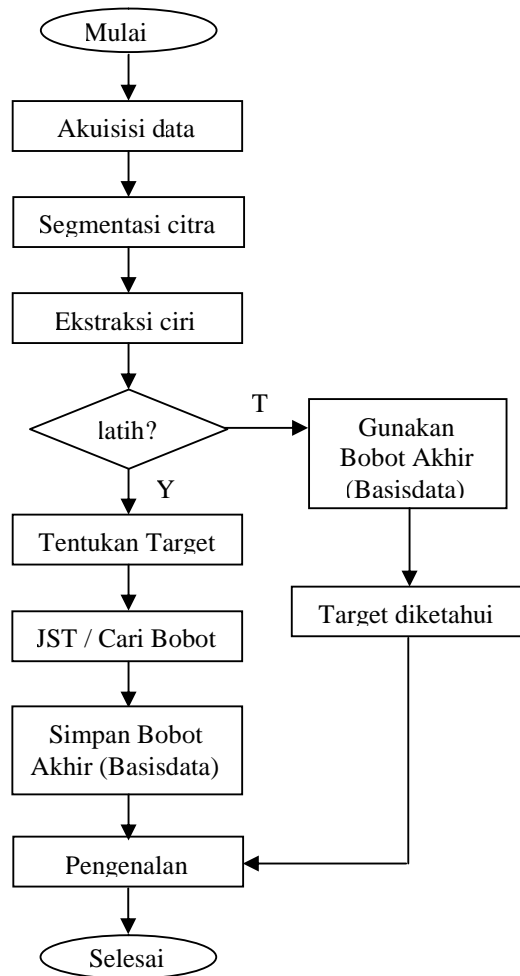 Mulai
Akuisisi data
Segmentasi citra
Ekstraksi ciri
latih?
T
Gunakan
Bobot Akhir
(Basisdata)
Y
Tentukan Target
Target diketahui
JST / Cari Bobot
Simpan Bobot
Akhir (Basisdata)
Pengenalan
Selesai